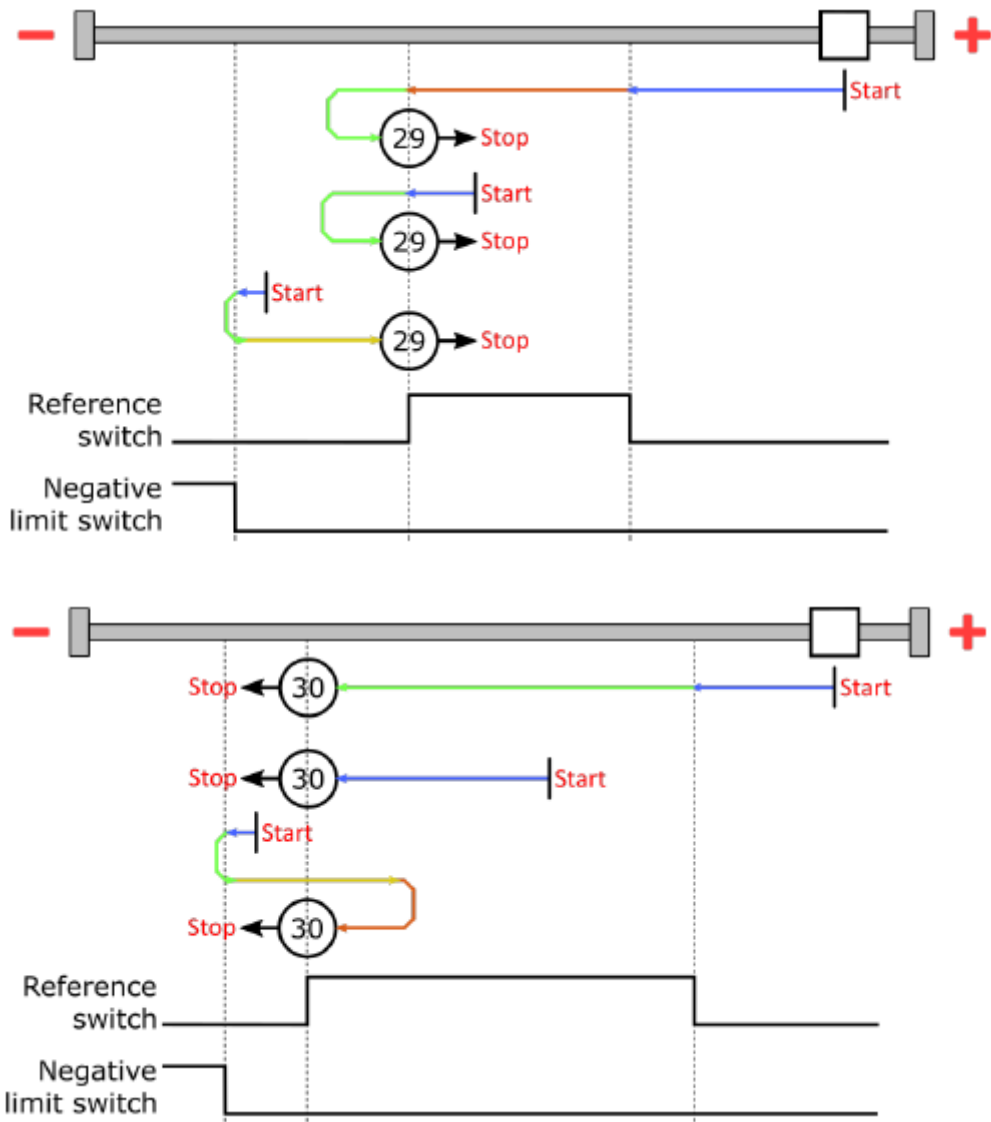 − +
Start
29 Stop
Start
29 Stop
Start
29 Stop
Reference
switch
Negative
limit switch
− +
Stop 30 Start
Stop 30 Start
Start
Stop 30
Reference
switch
Negative
limit switch